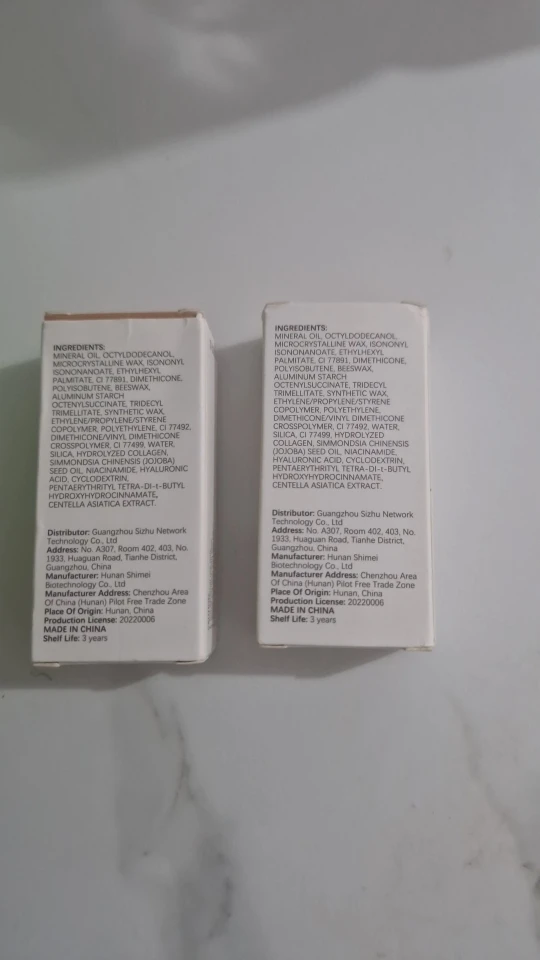 INGREDIENTS:
MINERAL OIL, OCTYLDODECANOL,
MICROCRYSTALLINE WAX, ISONONYL
ISONONANOATE, ETHYLHEXYL
PALMITATE, CI 77891, DIMETHICONE,
POLYISOBUTENE, BEESWAX,
ALUMINUM STARCH
OCTENYLSUCCINATE, TRIDECYL
TRIMELLITATE, SYNTHETIC WAX,
ETHYLENE/PROPYLENE/STYRENE
COPOLYMER, POLYETHYLENE, CI 77492,
DIMETHICONE/VINYL DIMETHICONE
CROSSPOLYMER, CI 77499, WATER,
SILICA, HYDROLYZED COLLAGEN,
SIMMONDSIA CHINENSIS (JOJOBA)
SEED OIL, NIACINAMIDE, HYALURONIC
ACID, CYCLODEXTRIN,
PENTAERYTHRITYL TETRA-DI-t-BUTYL
HYDROXYHYDROCINNAMATE,
CENTELLA ASIATICA EXTRACT.
Distributor: Guangzhou Sizhu Network
Technology Co., Ltd
Address: No. A307, Room 402, 403, No.
1933, Huaguan Road, Tianhe District,
Guangzhou, China
Manufacturer: Hunan Shimei
Biotechnology Co., Ltd
Manufacturer Address: Chenzhou Area
Of China (Hunan) Pilot Free Trade Zone
Place Of Origin: Hunan, China
Production License: 20220006
MADE IN CHINA
Shelf Life: 3 years
INGREDIENTS:
MINERAL OIL, OCTYLDODECANOL,
MICROCRYSTALLINE WAX, ISONONYL
ISONONANOATE, ETHYLHEXYL
PALMITATE, CI 77891, DIMETHICONE,
POLYISOBUTENE, BEESWAX,
ALUMINUM STARCH
OCTENYLSUCCINATE, TRIDECYL
TRIMELLITATE, SYNTHETIC WAX,
ETHYLENE/PROPYLENE/STYRENE
COPOLYMER, POLYETHYLENE,
DIMETHICONE/VINYL DIMETHICONE
CROSSPOLYMER, CI 77492, WATER,
SILICA, CI 77499, HYDROLYZED
COLLAGEN, SIMMONDSIA CHINENSIS
(JOJOBA) SEED OIL, NIACINAMIDE,
HYALURONIC ACID, CYCLODEXTRIN,
PENTAERYTHRITYL TETRA-DI-t-BUTYL
HYDROXYHYDROCINNAMATE,
CENTELLA ASIATICA EXTRACT.
Distributor: Guangzhou Sizhu Network
Technology Co., Ltd
Address: No. A307, Room 402, 403, No.
1933, Huaguan Road, Tianhe District,
Guangzhou, China
Manufacturer: Hunan Shimei
Biotechnology Co., Ltd
Manufacturer Address: Chenzhou Area
Of China (Hunan) Pilot Free Trade Zone
Place Of Origin: Hunan, China
Production License: 20220006
MADE IN CHINA
Shelf Life: 3 years